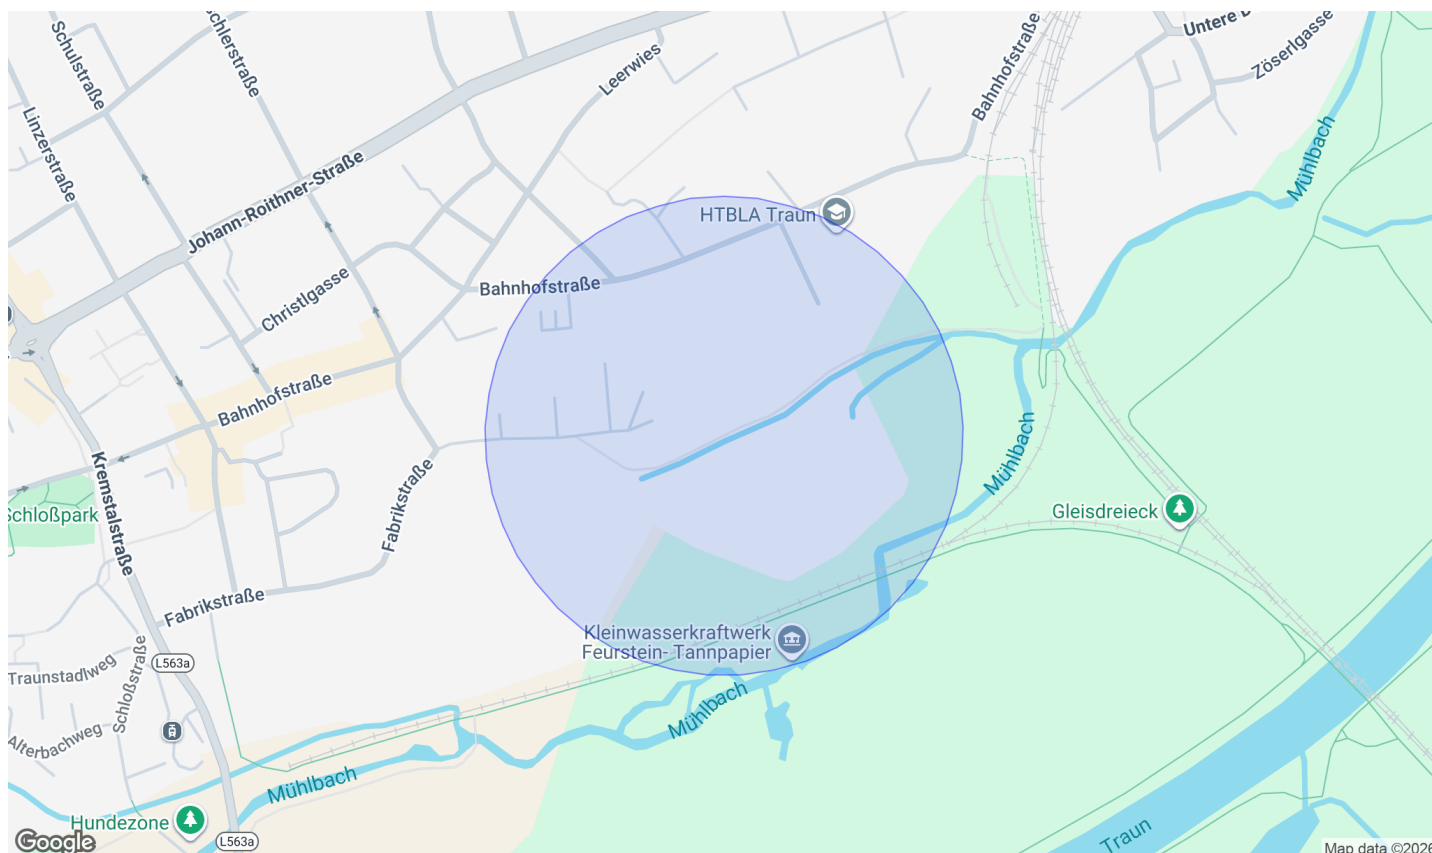 Schulstraße
Linzerstraße
Leerwies
Bahnhofstraße
Untere
Zöserlgasse
Mühlbach
Johann-Roithner-Straße
HTBLA Traun
Christlgasse
Bahnhofstraße
Bahnhofstraße
Kremstalstraße
Schloßpark
Fabrikstraße
Mühlbach
Gleisdreieck
Fabrikstraße
Kleinwasserkraftwerk
Feurstein- Tannpapier
Traunstadlweg
L563a
Schloßstraße
Alterbachweg
Mühlbach
Mühlbach
Hundezone
L563a
Traun
Google
Map data ©2026